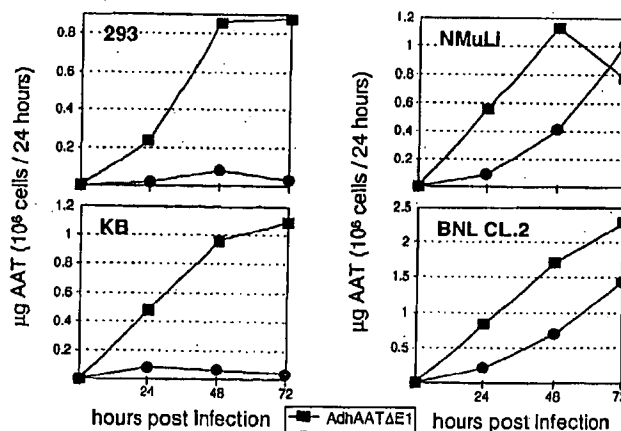 293
0.8
0.6
0.4
0.2
µg AAT (10⁶ cells / 24 hours)
NMuLi
1.2
1
0.8
0.6
0.4
0.2
µg AAT (10⁶ cells / 24 hours)
KB
1.2
1
0.8
0.6
0.4
0.2
24 48 72
hours post Infection
BNL CL.2
2.5
2
1.5
1
0.5
24 48 72
hours post Infection
AdhAATΔE1